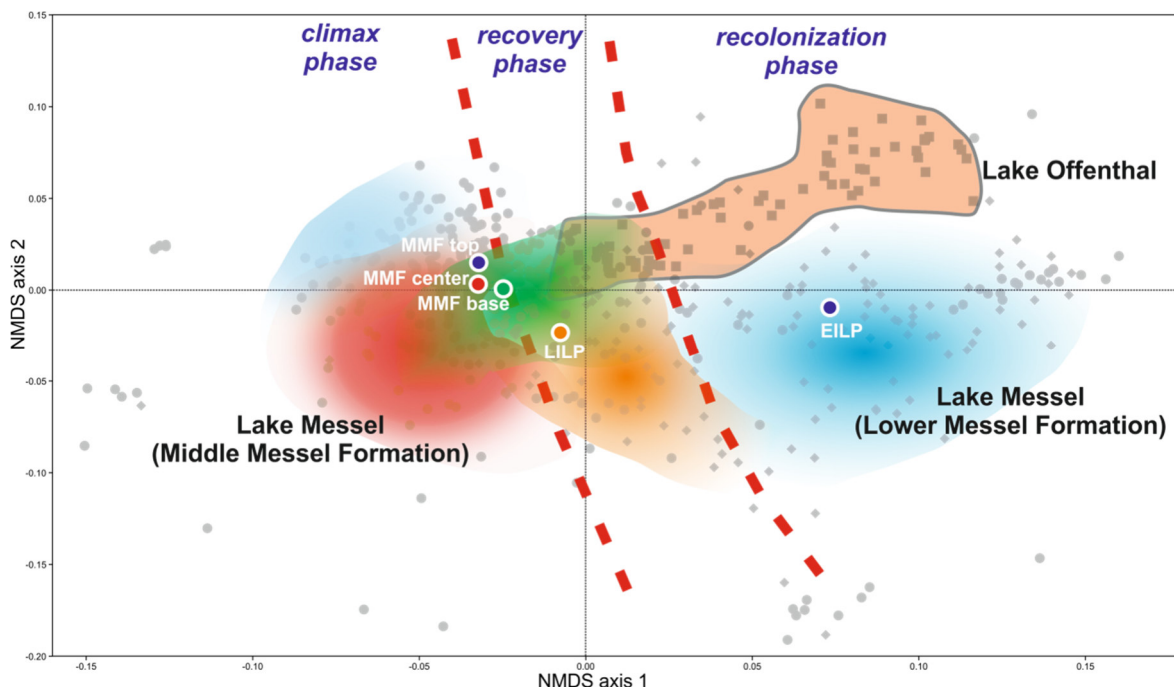 climax
phase
recovery
phase
recolonization
phase
0.15
0.10
0.05
0.00
-0.05
-0.10
-0.15
-0.20
NMDS axis 2
Lake Offenthal
MMF top
MMF center
MMF base
LILP
EILP
Lake Messel
(Middle Messel Formation)
Lake Messel
(Lower Messel Formation)
-0.15
-0.10
-0.05
0.00
0.05
0.10
0.15
NMDS axis 1